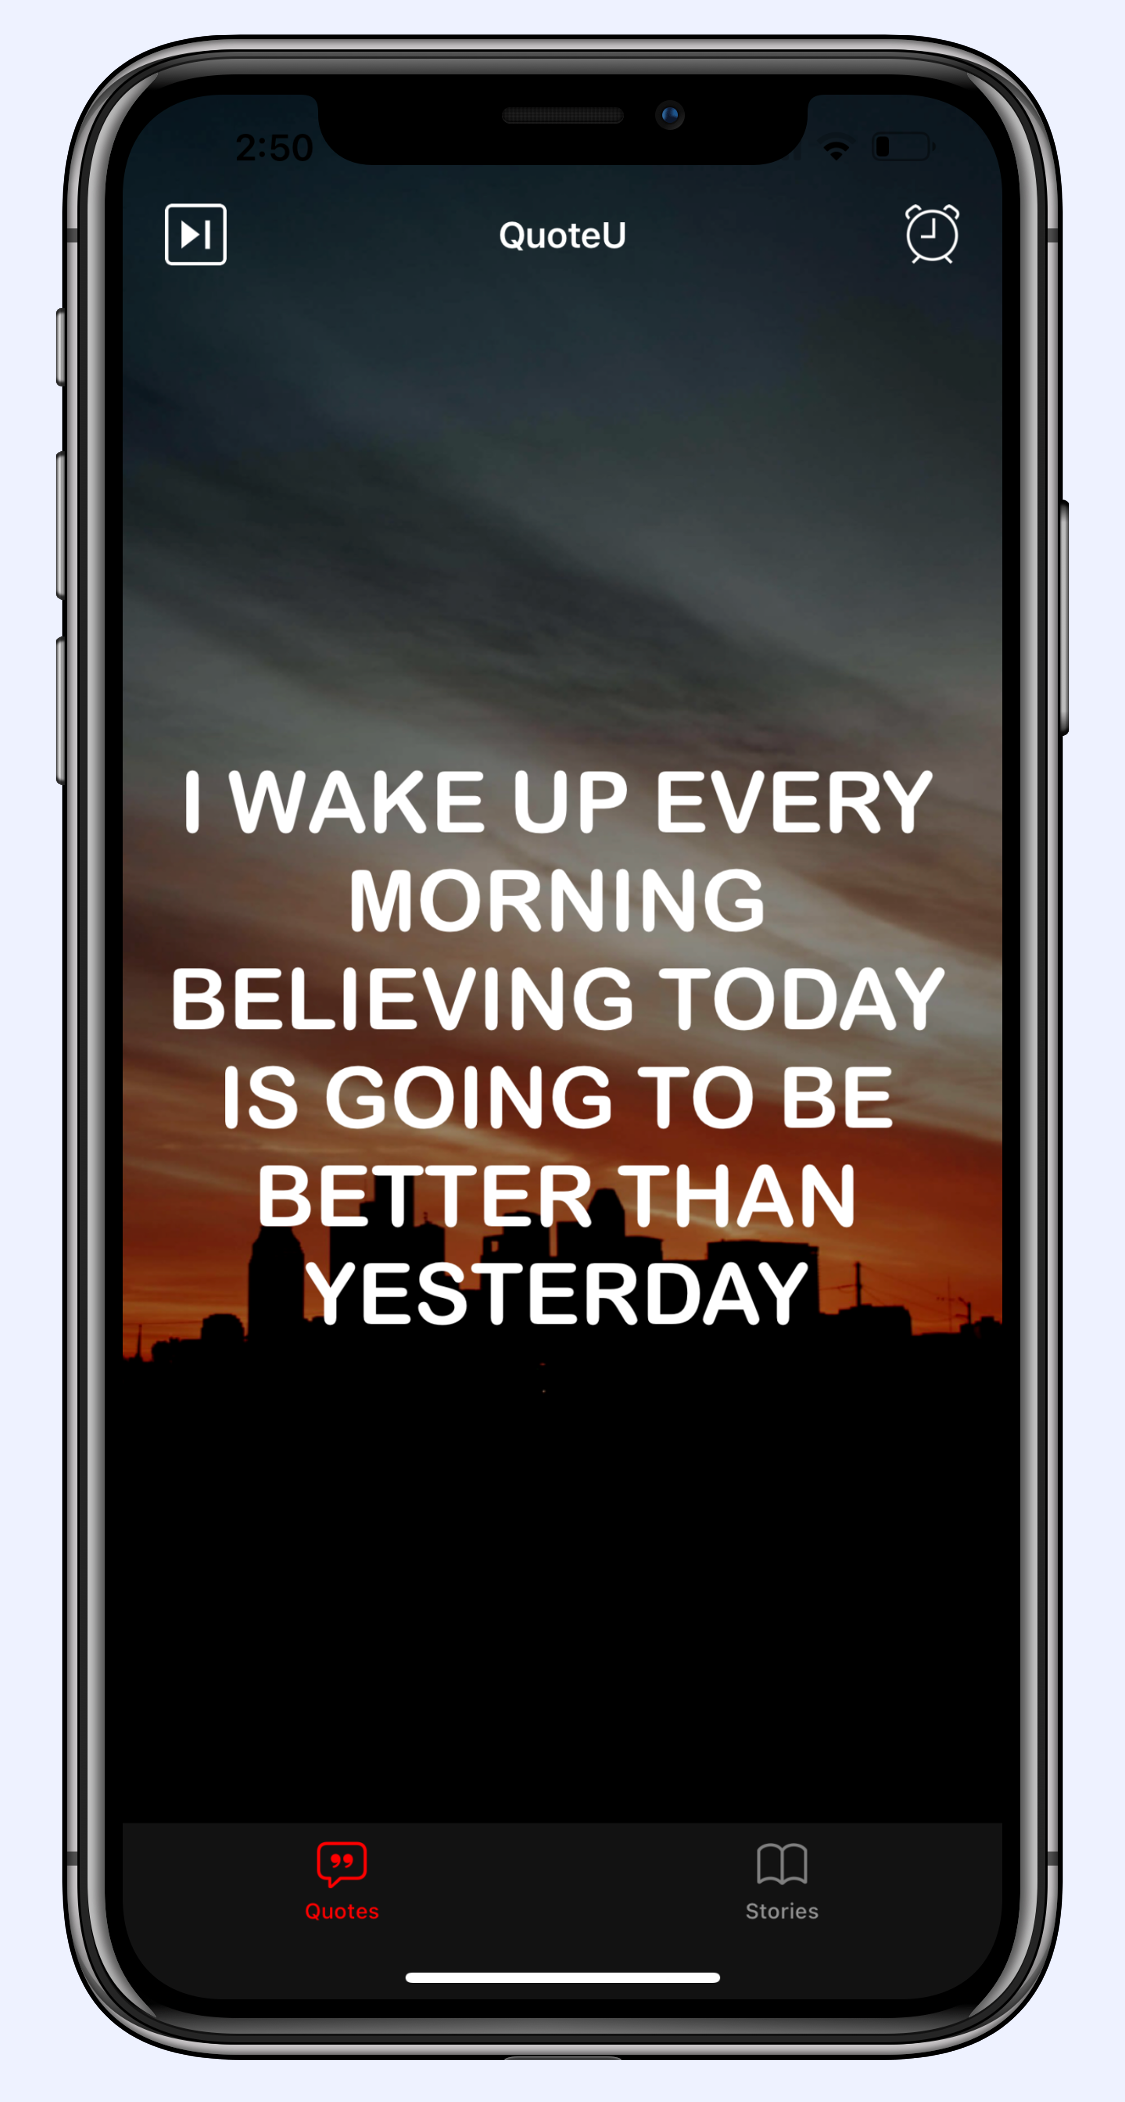 2:50
QuoteU
I WAKE UP EVERY
MORNING
BELIEVING TODAY
IS GOING TO BE
BETTER THAN
YESTERDAY
Quotes
Stories